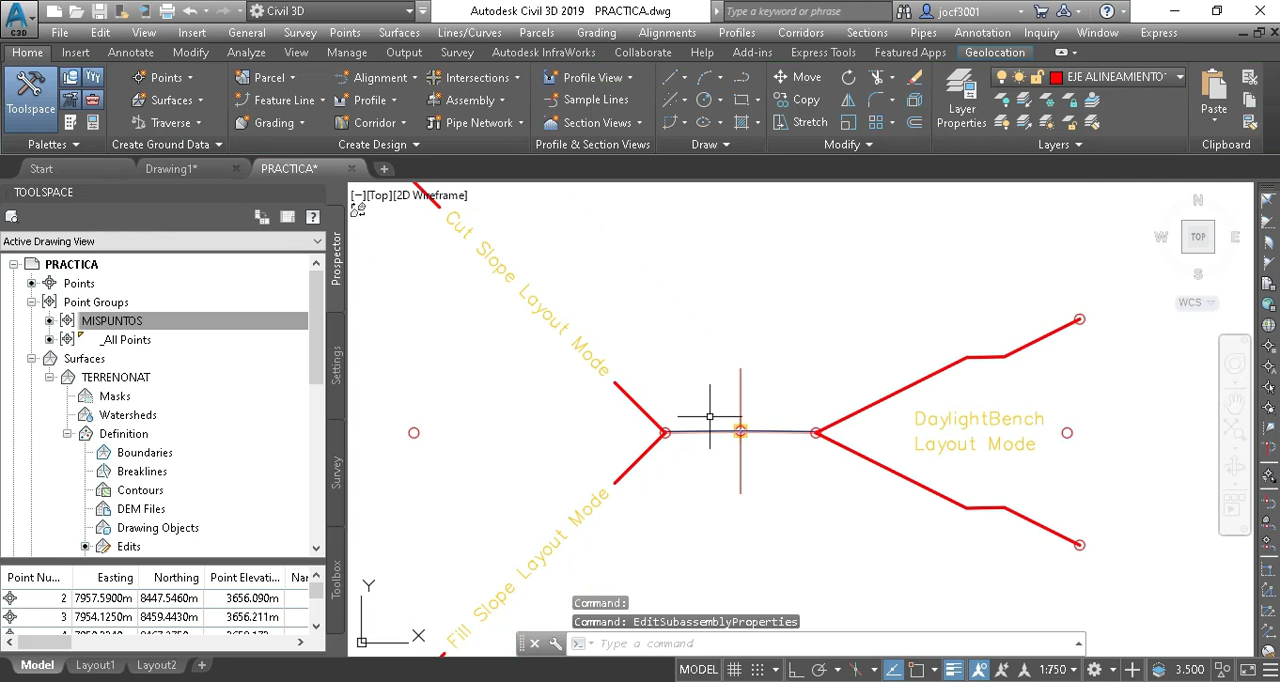 C3D
Civil 3D
Autodesk Civil 3D 2019 PRACTICA.dwg
Type a keyword or phrase
jocf3001
File Edit View Insert General Survey Points Surfaces Lines/Curves Parcels Grading Alignments Profiles Corridors Sections Pipes Annotation Inquiry Window Express
Home Insert Annotate Modify Analyze View Manage Output Survey Autodesk InfraWorks Collaborate Help Add-ins Express Tools Featured Apps Geolocation
Points Parcel Alignment Intersections Profile View Move EJE ALINEAMIENTO
Toolspace Surfaces Feature Line Profile Assembly Sample Lines Copy Layer Properties Paste
Traverse Grading Corridor Pipe Network Section Views Stretch
Palettes Create Ground Data Create Design Profile & Section Views Draw Modify Layers Clipboard
Start Drawing1* PRACTICA*
TOOLSPACE
[−][Top][2D Wireframe]
Active Drawing View
PRACTICA
Points
Point Groups
MISPUNTOS
_All Points
Surfaces
TERRENONAT
Masks
Watersheds
Definition
Boundaries
Breaklines
Contours
DEM Files
Drawing Objects
Edits
Prospector
Settings
Survey
Toolbox
Point Nu... Easting Northing Point Elevati... Nar
2 7957.5900m 8447.5460m 3656.090m
3 7954.1250m 8459.4430m 3656.211m
Cut Slope Layout Mode
Fill Slope Layout Mode
DaylightBench
Layout Mode
N
W TOP E
S
WCS
Y
X
Command:
Command: EditSubassemblyProperties
Type a command
Model Layout1 Layout2
MODEL 1:750 3.500